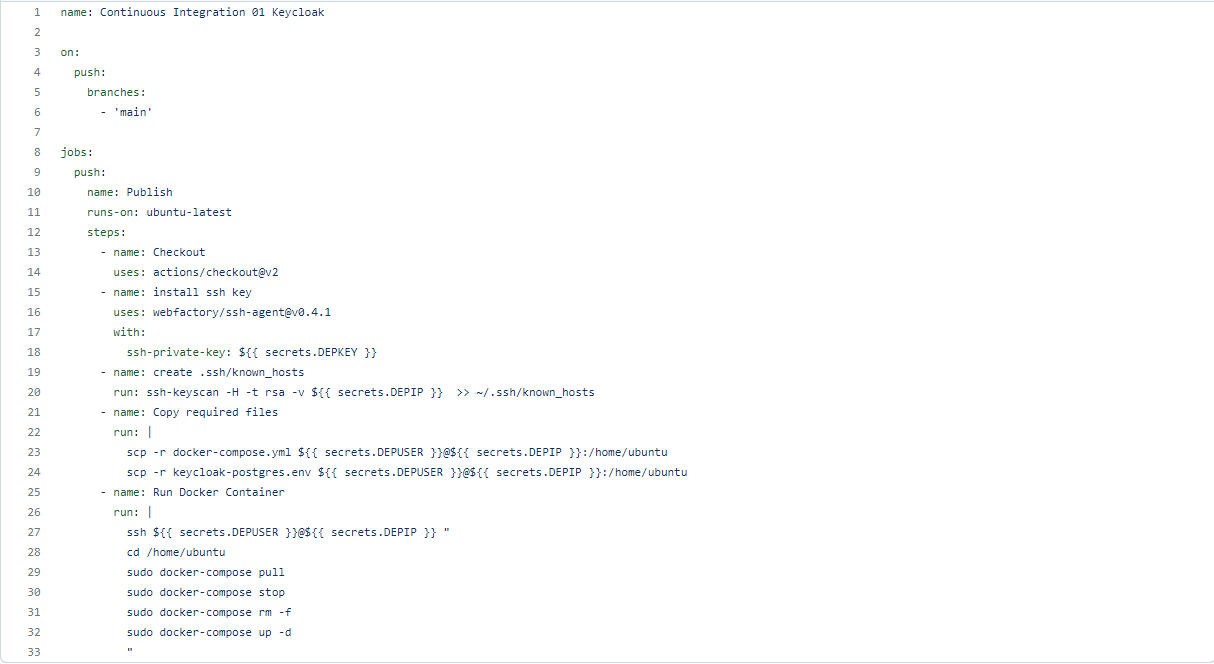 1 name: Continuous Integration 01 Keycloak
2
3 on:
4   push:
5     branches:
6       - 'main'
7
8 jobs:
9   push:
10     name: Publish
11     runs-on: ubuntu-latest
12     steps:
13       - name: Checkout
14         uses: actions/checkout@v2
15       - name: install ssh key
16         uses: webfactory/ssh-agent@v0.4.1
17         with:
18           ssh-private-key: ${{ secrets.DEPKEY }}
19       - name: create .ssh/known_hosts
20         run: ssh-keyscan -H -t rsa -v ${{ secrets.DEPIP }}  >> ~/.ssh/known_hosts
21       - name: Copy required files
22         run: |
23           scp -r docker-compose.yml ${{ secrets.DEPUSER }}@${{ secrets.DEPIP }}:/home/ubuntu
24           scp -r keycloak-postgres.env ${{ secrets.DEPUSER }}@${{ secrets.DEPIP }}:/home/ubuntu
25       - name: Run Docker Container
26         run: |
27           ssh ${{ secrets.DEPUSER }}@${{ secrets.DEPIP }} "
28           cd /home/ubuntu
29           sudo docker-compose pull
30           sudo docker-compose stop
31           sudo docker-compose rm -f
32           sudo docker-compose up -d
33           "